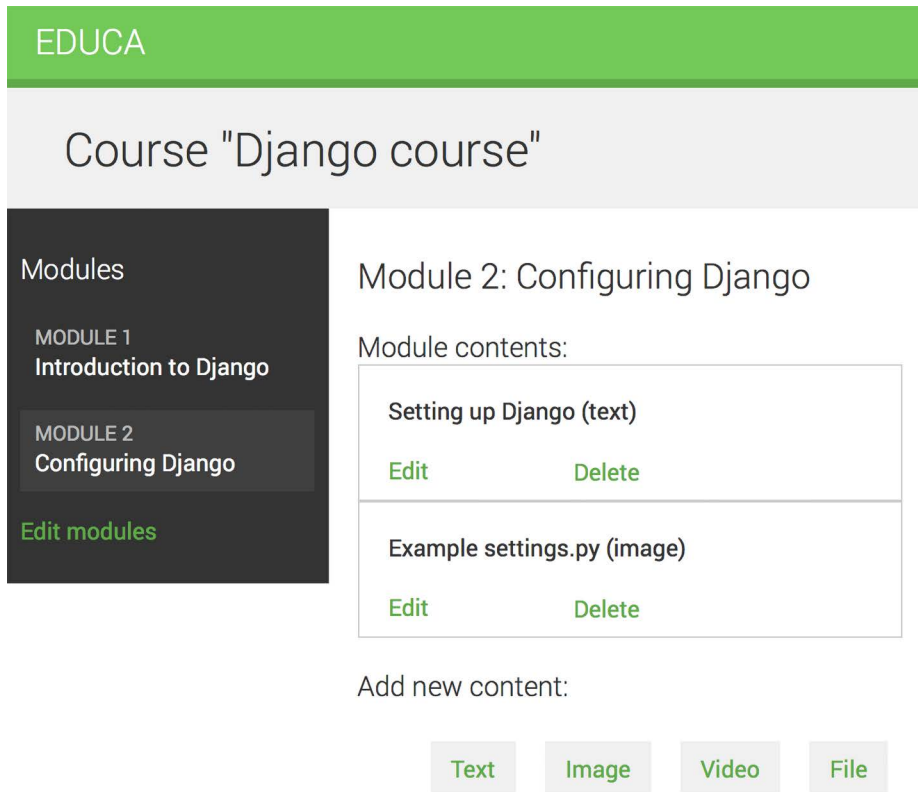 EDUCA
Course "Django course"
Modules
MODULE 1
Introduction to Django
MODULE 2
Configuring Django
Edit modules
Module 2: Configuring Django
Module contents:
Setting up Django (text)
Edit Delete
Example settings.py (image)
Edit Delete
Add new content:
Text Image Video File